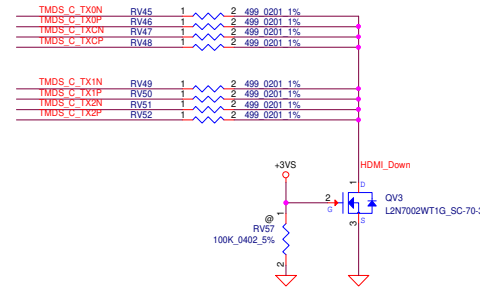 TMDS_C_TX0N RV45 1 2 499_0201_1%
TMDS_C_TX0P RV46 1 2 499_0201_1%
TMDS_C_TXCN RV47 1 2 499_0201_1%
TMDS_C_TXCP RV48 1 2 499_0201_1%
TMDS_C_TX1N RV49 1 2 499_0201_1%
TMDS_C_TX1P RV50 1 2 499_0201_1%
TMDS_C_TX2N RV51 1 2 499_0201_1%
TMDS_C_TX2P RV52 1 2 499_0201_1%
+3VS HDMI_Down
1 D
2 G QV3
L2N7002WT1G_SC-70-3
3 S
@ 1
RV57
100K_0402_5%
2